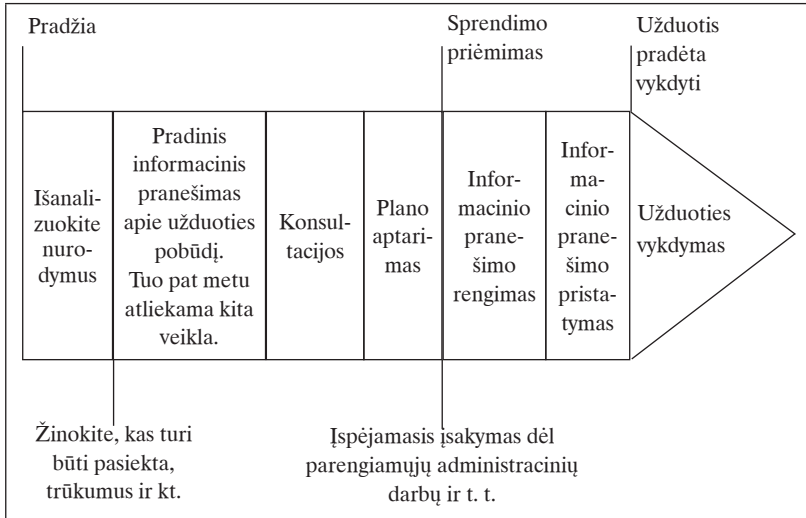 Pradžia
Sprendimo
priėmimas
Užduotis
pradėta
vykdyti
Išanali-
zuokite
nuro-
dymus
Pradinis
informacinis
pranešimas
apie užduoties
pobūdį.
Tuo pat metu
atliekama kita
veikla.
Konsul-
tacijos
Plano
aptari-
mas
Infor-
macinio
prane-
šimo
rengimas
Infor-
ma-
cinio
prane-
šimo
prista-
tymas
Užduoties
vykdymas
Žinokite, kas turi
būti pasiekta,
trūkumus ir kt.
Įspėjamasis įsakymas dėl
parengiamųjų administracinių
darbų ir t. t.